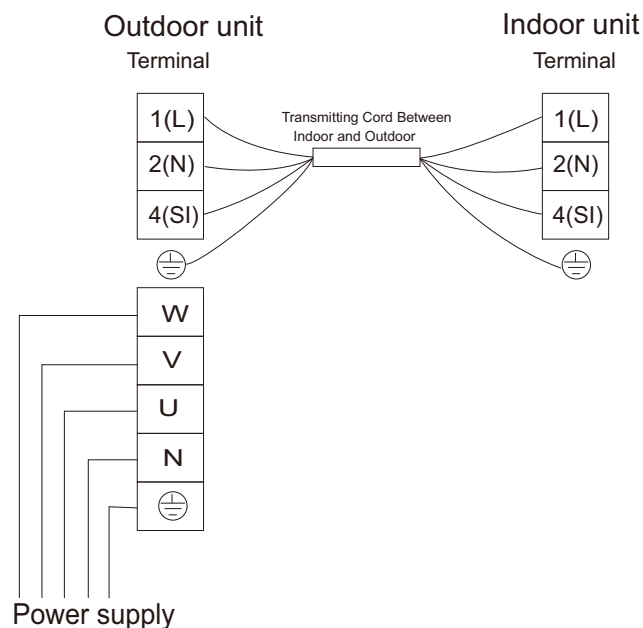 Outdoor unit
Terminal
Indoor unit
Terminal
1(L)
2(N)
4(SI)
Transmitting Cord Between
Indoor and Outdoor
1(L)
2(N)
4(SI)
W
V
U
N
Power supply